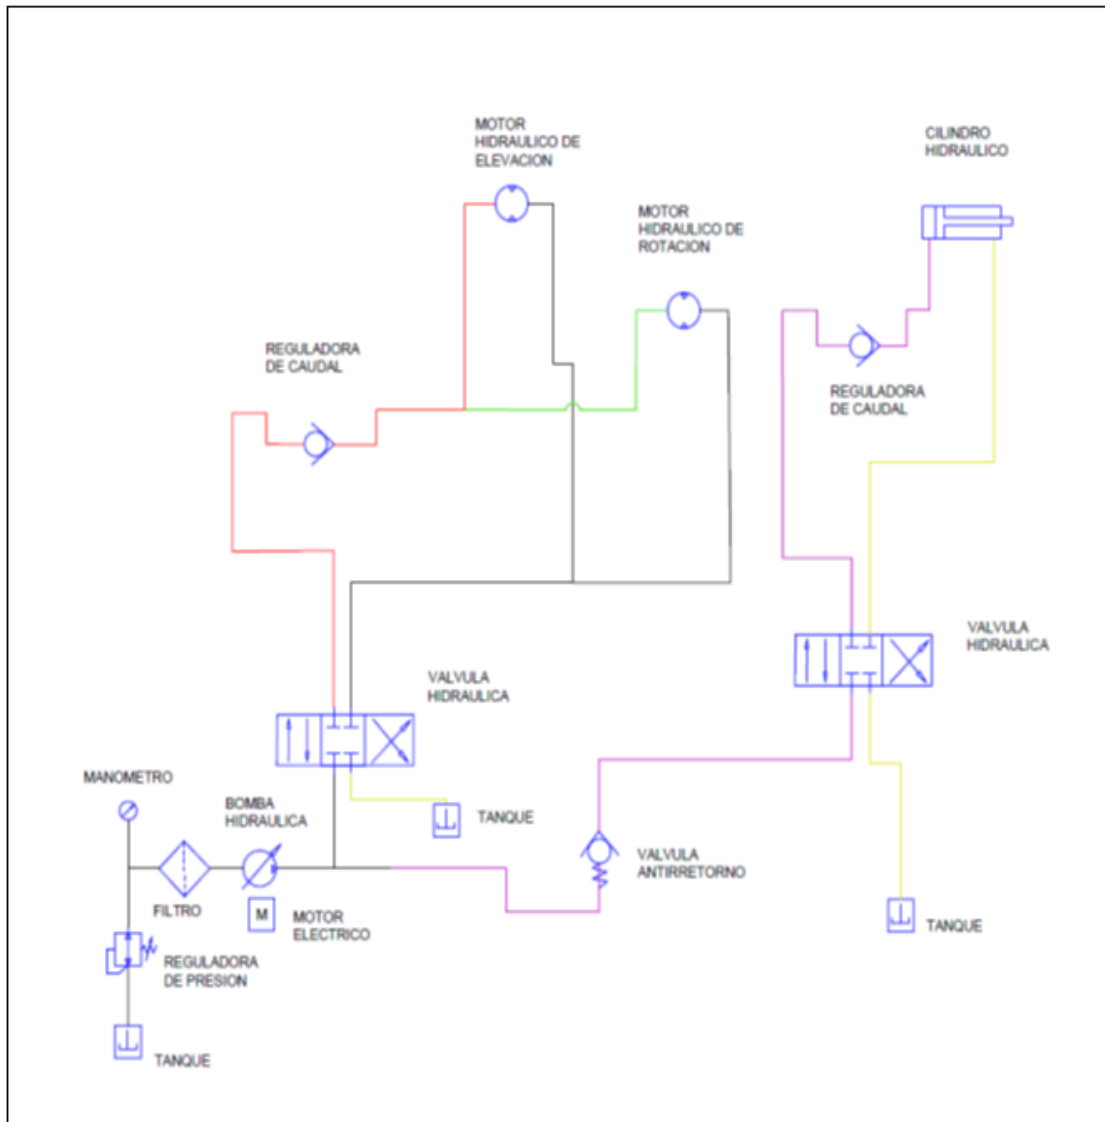 MOTOR
HIDRAULICO DE
ELEVACION
CILINDRO
HIDRAULICO
MOTOR
HIDRAULICO DE
ROTACION
REGULADORA
DE CAUDAL
REGULADORA
DE CAUDAL
VALVULA
HIDRAULICA
VALVULA
HIDRAULICA
MANOMETRO
BOMBA
HIDRAULICA
TANQUE
VALVULA
ANTIRRETORNO
FILTRO
M
MOTOR
ELECTRICO
TANQUE
REGULADORA
DE PRESION
TANQUE